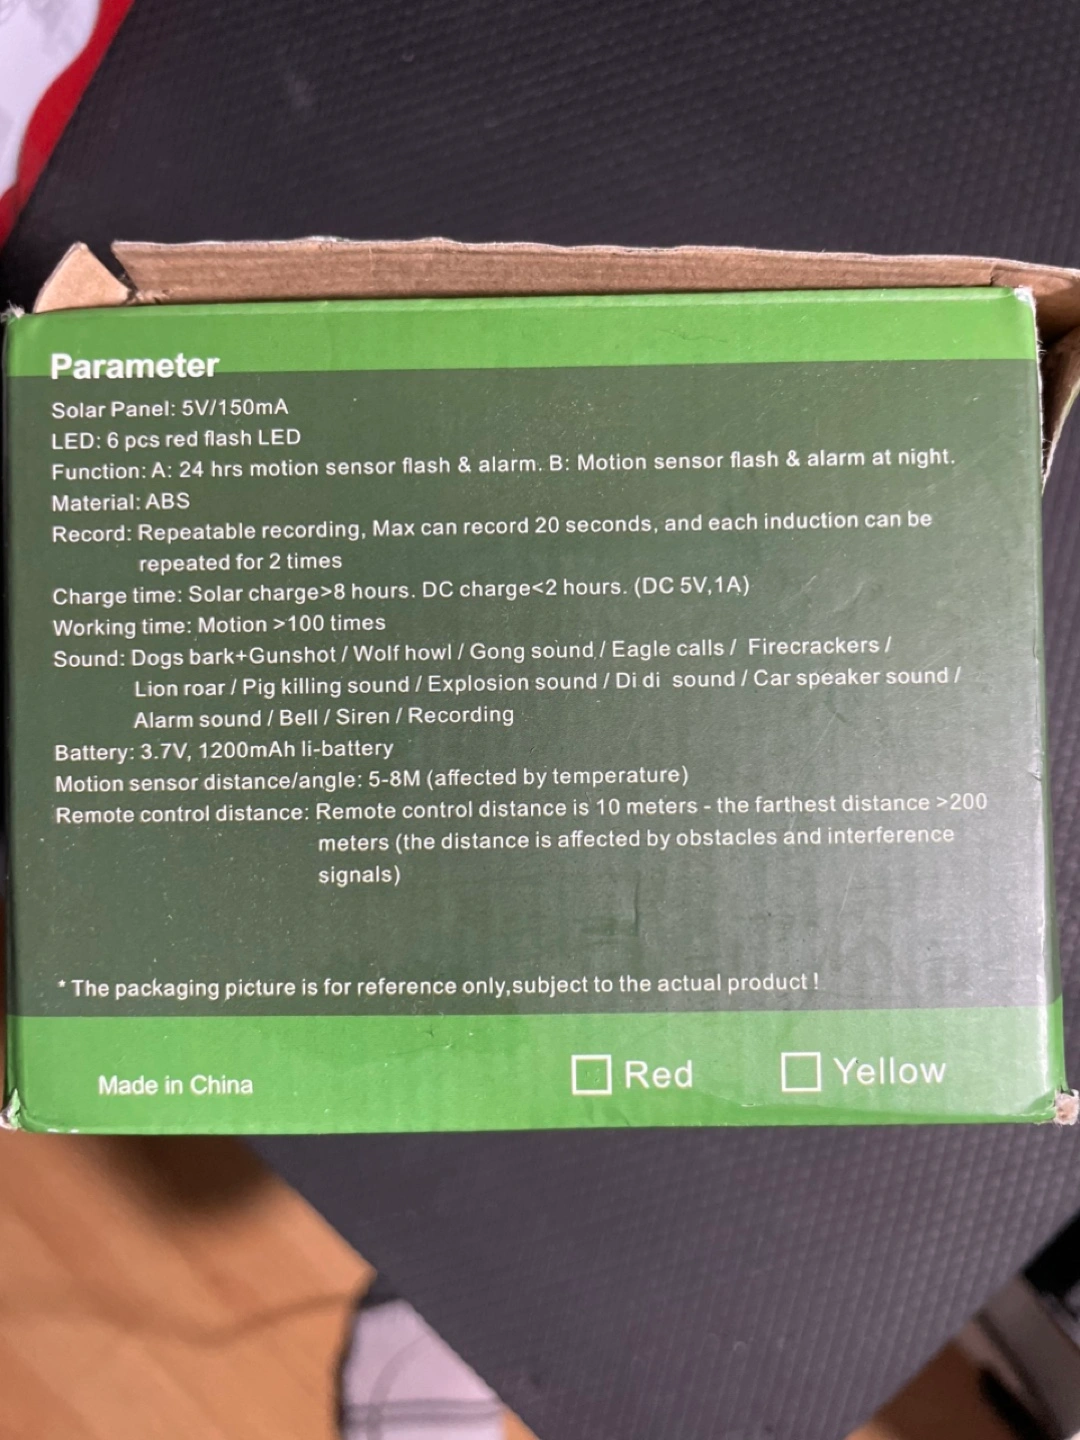 Parameter
Solar Panel: 5V/150mA
LED: 6 pcs red flash LED
Function: A: 24 hrs motion sensor flash & alarm. B: Motion sensor flash & alarm at night.
Material: ABS
Record: Repeatable recording, Max can record 20 seconds, and each induction can be
repeated for 2 times
Charge time: Solar charge>8 hours. DC charge<2 hours. (DC 5V,1A)
Working time: Motion >100 times
Sound: Dogs bark+Gunshot / Wolf howl / Gong sound / Eagle calls / Firecrackers /
Lion roar / Pig killing sound / Explosion sound / Di di sound / Car speaker sound /
Alarm sound / Bell / Siren / Recording
Battery: 3.7V, 1200mAh li-battery
Motion sensor distance/angle: 5-8M (affected by temperature)
Remote control distance: Remote control distance is 10 meters - the farthest distance >200
meters (the distance is affected by obstacles and interference
signals)
* The packaging picture is for reference only,subject to the actual product !
Made in China
Red
Yellow